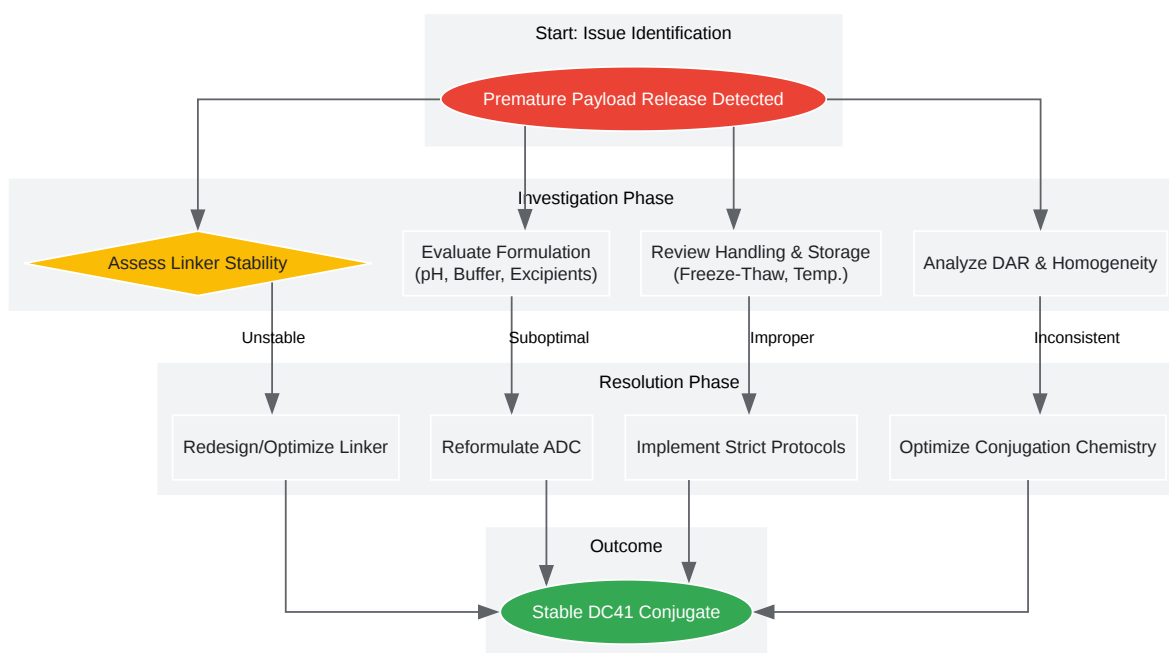 Start: Issue Identification
Premature Payload Release Detected
Investigation Phase
Assess Linker Stability
Evaluate Formulation
(pH, Buffer, Excipients)
Review Handling & Storage
(Freeze-Thaw, Temp.)
Analyze DAR & Homogeneity
Unstable
Suboptimal
Improper
Inconsistent
Resolution Phase
Redesign/Optimize Linker
Reformulate ADC
Implement Strict Protocols
Optimize Conjugation Chemistry
Outcome
Stable DC41 Conjugate